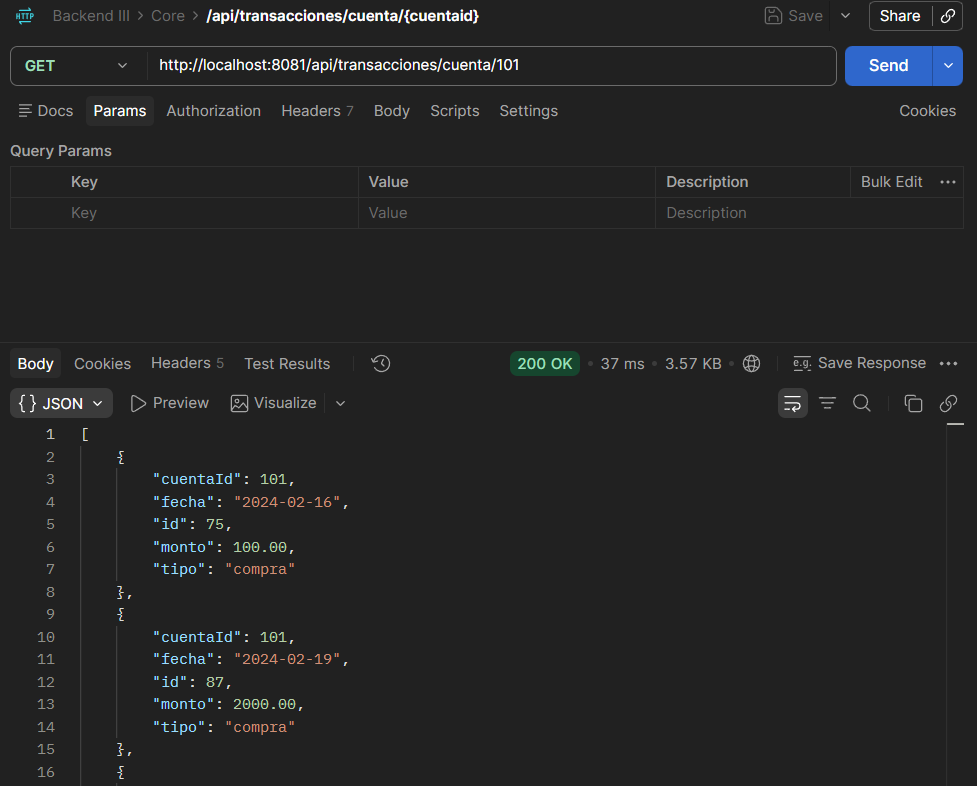 HTTP Backend III > Core > /api/transacciones/cuenta/{cuentaid} Save Share
GET http://localhost:8081/api/transacciones/cuenta/101 Send
Docs Params Authorization Headers 7 Body Scripts Settings Cookies
Query Params
Key Value Description Bulk Edit
Key Value Description
Body Cookies Headers 5 Test Results 200 OK • 37 ms • 3.57 KB • e.g. Save Response
{ } JSON Preview Visualize
1 [
2 {
3 "cuentaId": 101,
4 "fecha": "2024-02-16",
5 "id": 75,
6 "monto": 100.00,
7 "tipo": "compra"
8 },
9 {
10 "cuentaId": 101,
11 "fecha": "2024-02-19",
12 "id": 87,
13 "monto": 2000.00,
14 "tipo": "compra"
15 },
16 {